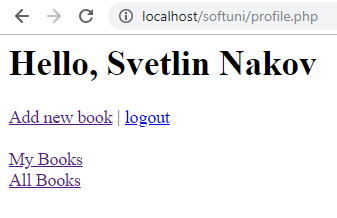 localhost/softuni/profile.php
Hello, Svetlin Nakov
Add new book | logout
My Books
All Books